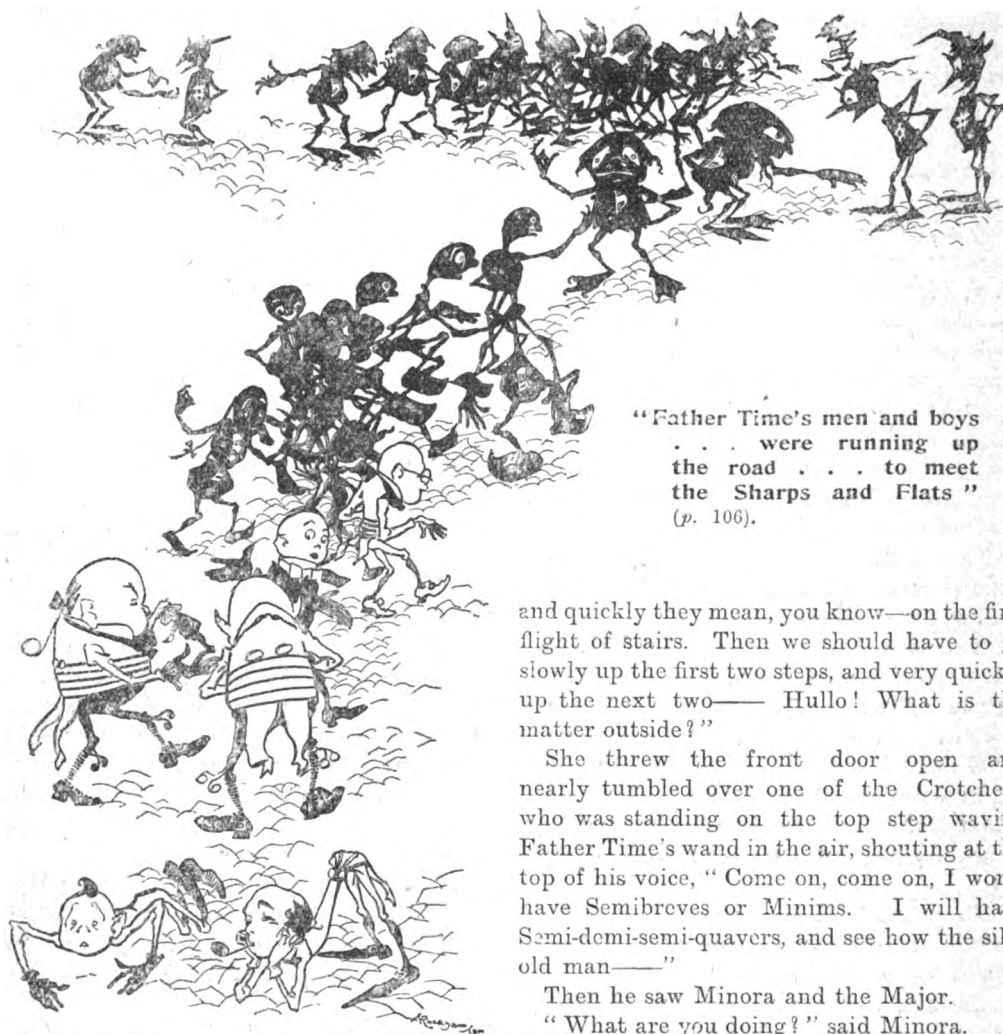 “Father Time’s men and boys
. . . were running up
the road . . . to meet
the Sharps and Flats”
(p. 106).
and quickly they mean, you know—on the
flight of stairs. Then we should have to
slowly up the first two steps, and very
up the next two—— Hullo! What is
matter outside?”
She threw the front door open
nearly tumbled over one of the
who was standing on the top step
Father Time’s wand in the air, shouting at
top of his voice, “Come on, come on, I
have Semibreves or Minims. I will
Semi-demi-semi-quavers, and see how the
old man——”
Then he saw Minora and the Major.
“What are you doing?” said Minora.